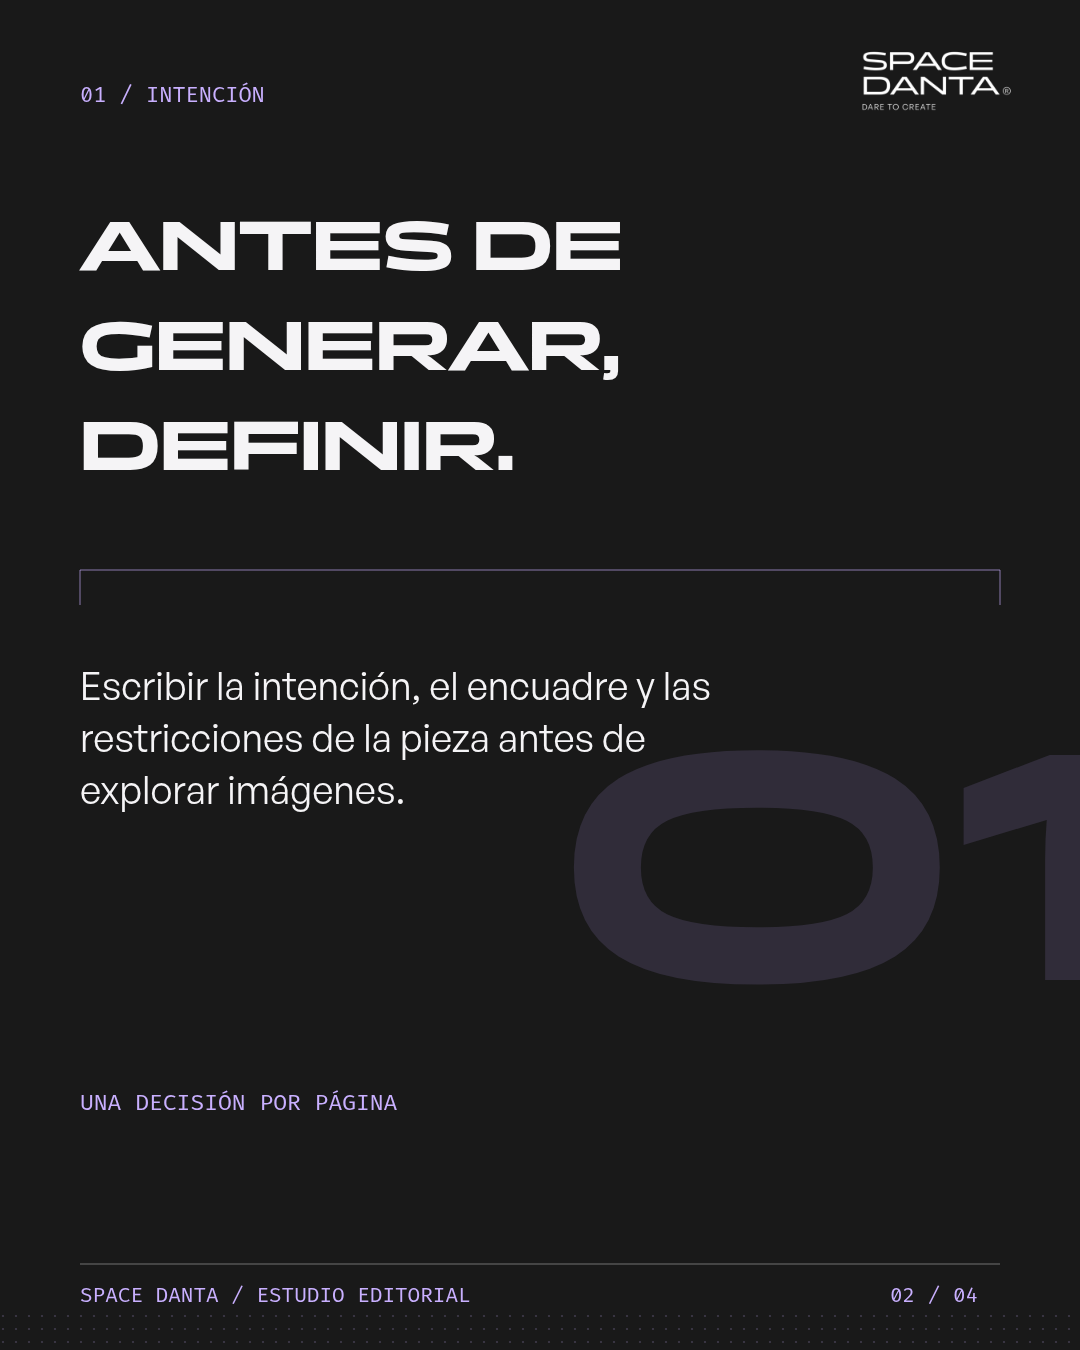 01 / INTENCIÓN
SPACE
DANTA®
DARE TO CREATE
ANTES DE
GENERAR,
DEFINIR.
Escribir la intención, el encuadre y las
restricciones de la pieza antes de
explorar imágenes.
01
UNA DECISIÓN POR PÁGINA
SPACE DANTA / ESTUDIO EDITORIAL
02 / 04